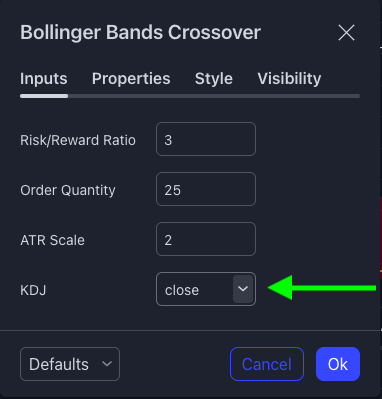 Bollinger Bands Crossover
Inputs Properties Style Visibility
Risk/Reward Ratio 3
Order Quantity 25
ATR Scale 2
KDJ close
Defaults Cancel Ok